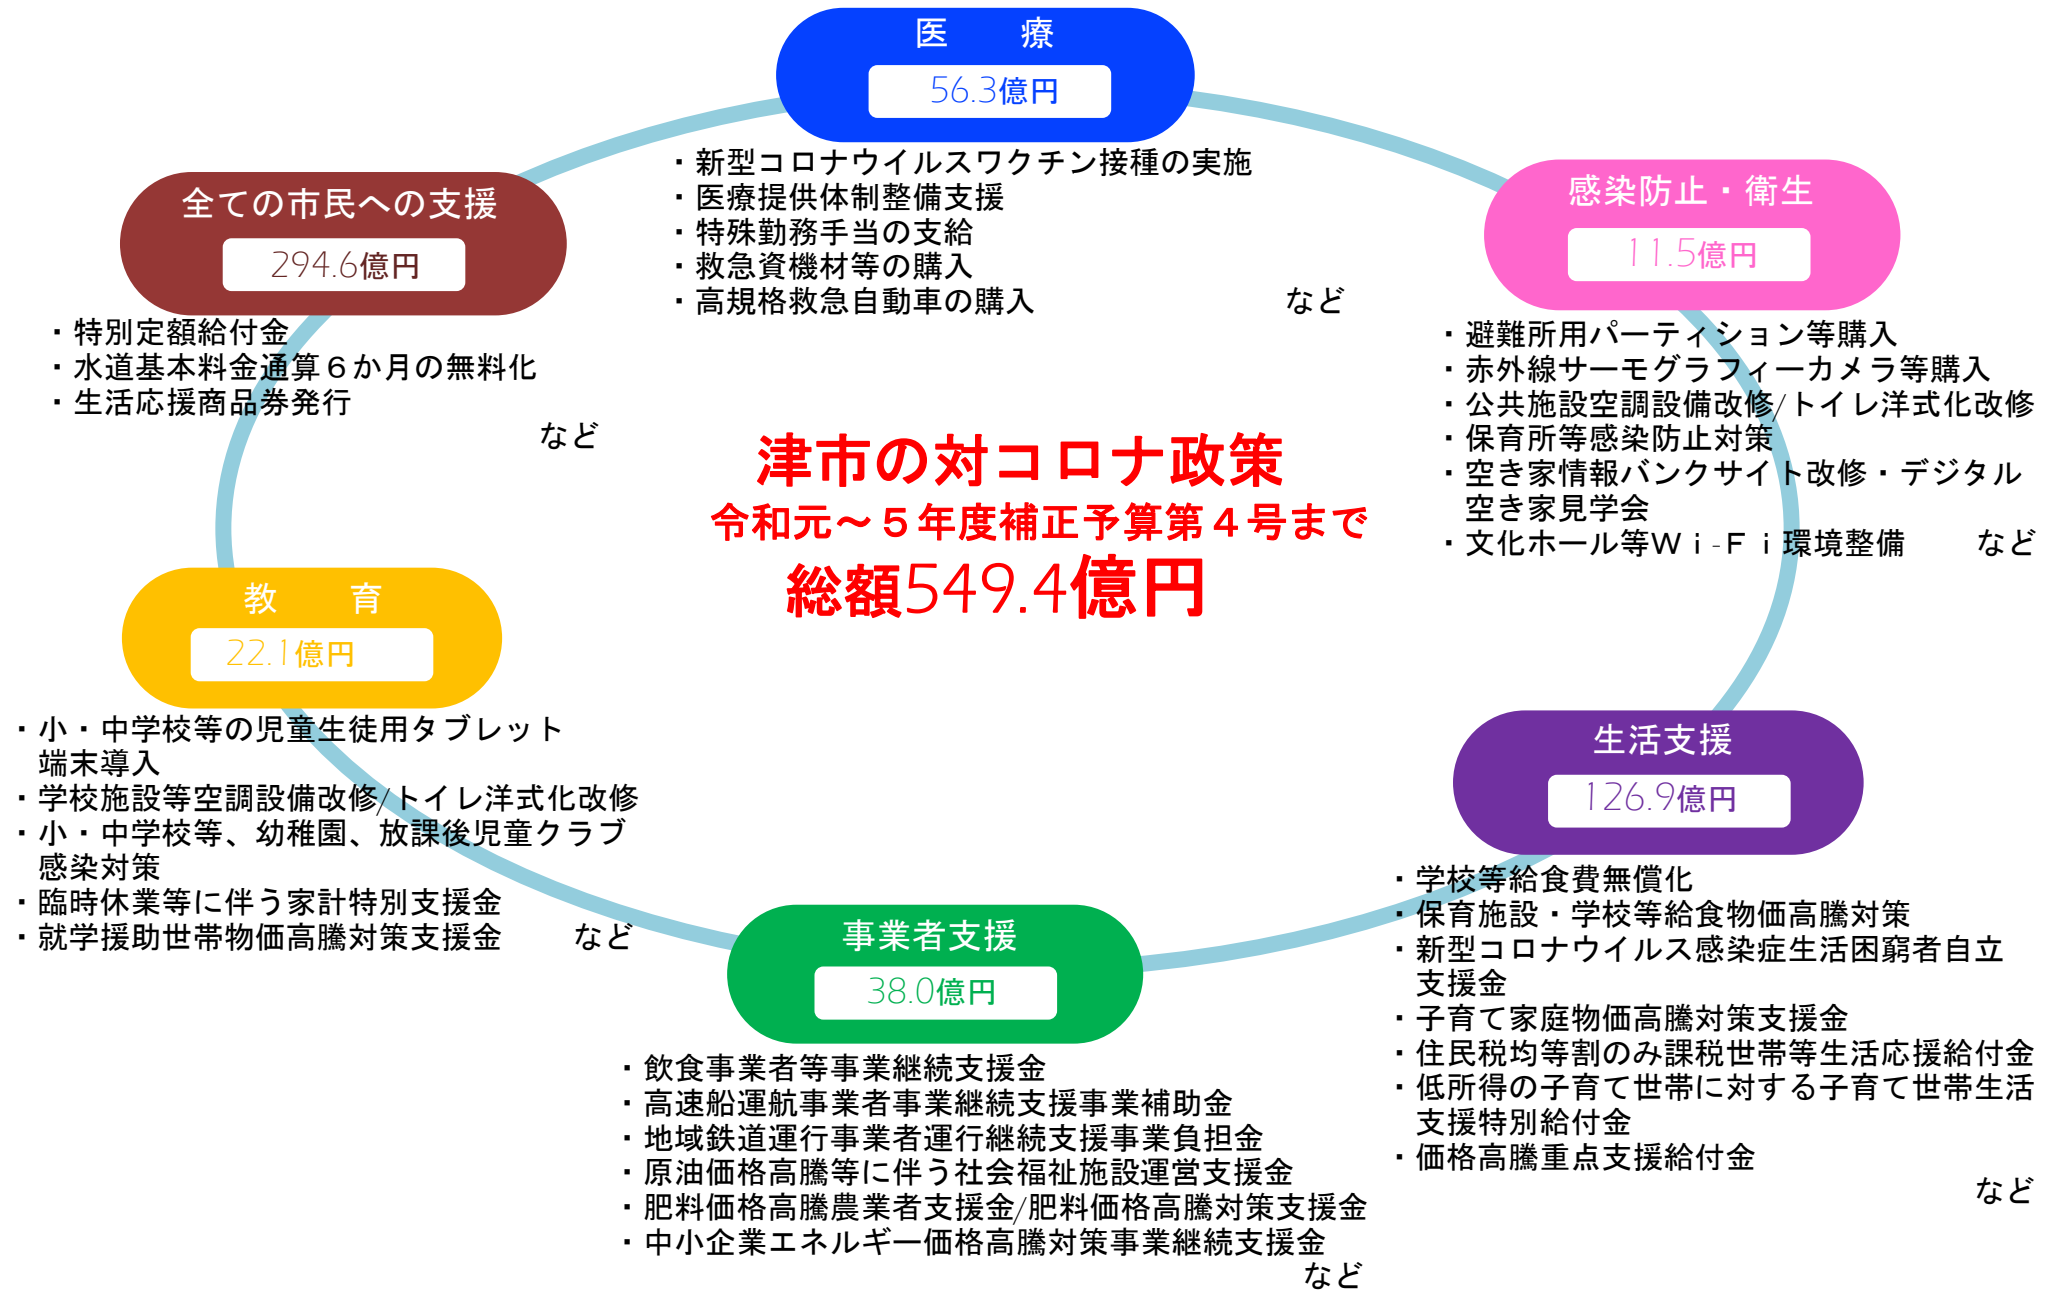 医　　療
56.3億円
・新型コロナウイルスワクチン接種の実施
・医療提供体制整備支援
・特殊勤務手当の支給
・救急資機材等の購入
・高規格救急自動車の購入　など
感染防止・衛生
11.5億円
・避難所用パーティション等購入
・赤外線サーモグラフィーカメラ等購入
・公共施設空調設備改修/トイレ洋式化改修
・保育所等感染防止対策
・空き家情報バンクサイト改修・デジタル
空き家見学会
・文化ホール等Ｗｉ-Ｆｉ環境整備　など
生活支援
126.9億円
・学校等給食費無償化
・保育施設・学校等給食物価高騰対策
・新型コロナウイルス感染症生活困窮者自立
支援金
・子育て家庭物価高騰対策支援金
・住民税均等割のみ課税世帯等生活応援給付金
・低所得の子育て世帯に対する子育て世帯生活
支援特別給付金
・価格高騰重点支援給付金
など
事業者支援
38.0億円
・飲食事業者等事業継続支援金
・高速船運航事業者事業継続支援事業補助金
・地域鉄道運行事業者運行継続支援事業負担金
・原油価格高騰等に伴う社会福祉施設運営支援金
・肥料価格高騰農業者支援金/肥料価格高騰対策支援金
・中小企業エネルギー価格高騰対策事業継続支援金
など
教　　育
22.1億円
・小・中学校等の児童生徒用タブレット
端末導入
・学校施設等空調設備改修/トイレ洋式化改修
・小・中学校等、幼稚園、放課後児童クラブ
感染対策
・臨時休業等に伴う家計特別支援金
・就学援助世帯物価高騰対策支援金　など
全ての市民への支援
294.6億円
・特別定額給付金
・水道基本料金通算６か月の無料化
・生活応援商品券発行
など
津市の対コロナ政策
令和元～５年度補正予算第４号まで
総額549.4億円